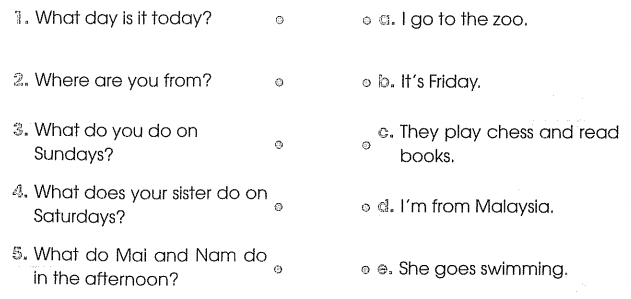 1. What day is it today?
a. I go to the zoo.
2. Where are you from?
b. It's Friday.
3. What do you do on
Sundays?
c. They play chess and read
books.
4. What does your sister do on
Saturdays?
d. I'm from Malaysia.
5. What do Mai and Nam do
in the afternoon?
e. She goes swimming.